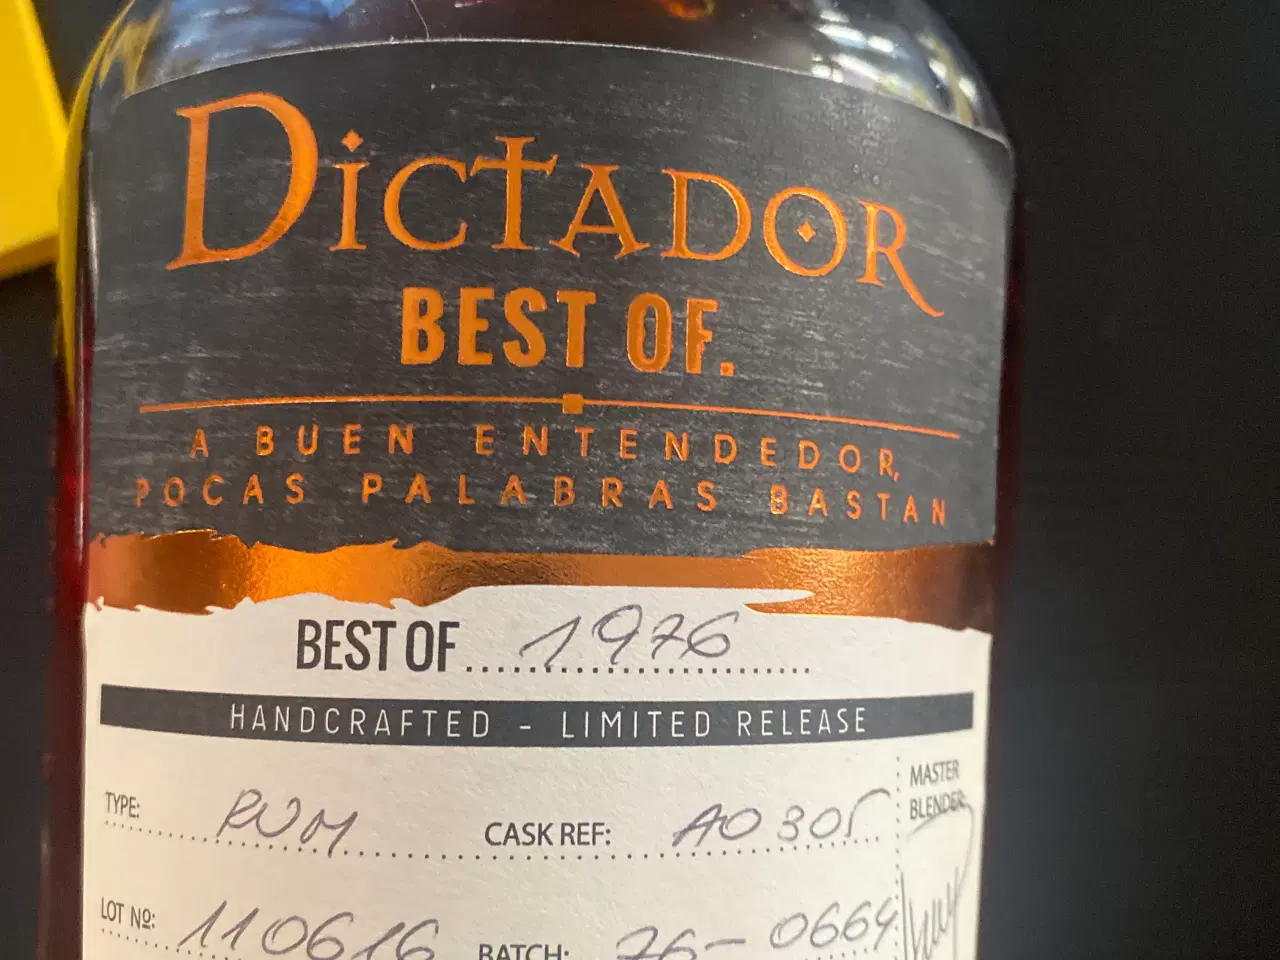 DICTADOR
BEST OF.
A BUEN ENTENDEDOR,
POCAS PALABRAS BASTAN
BEST OF 1976
HANDCRAFTED - LIMITED RELEASE
TYPE: RUM CASK REF: AO305 MASTER BLENDER:
LOT Nº: 110616 BATCH: 76-0664